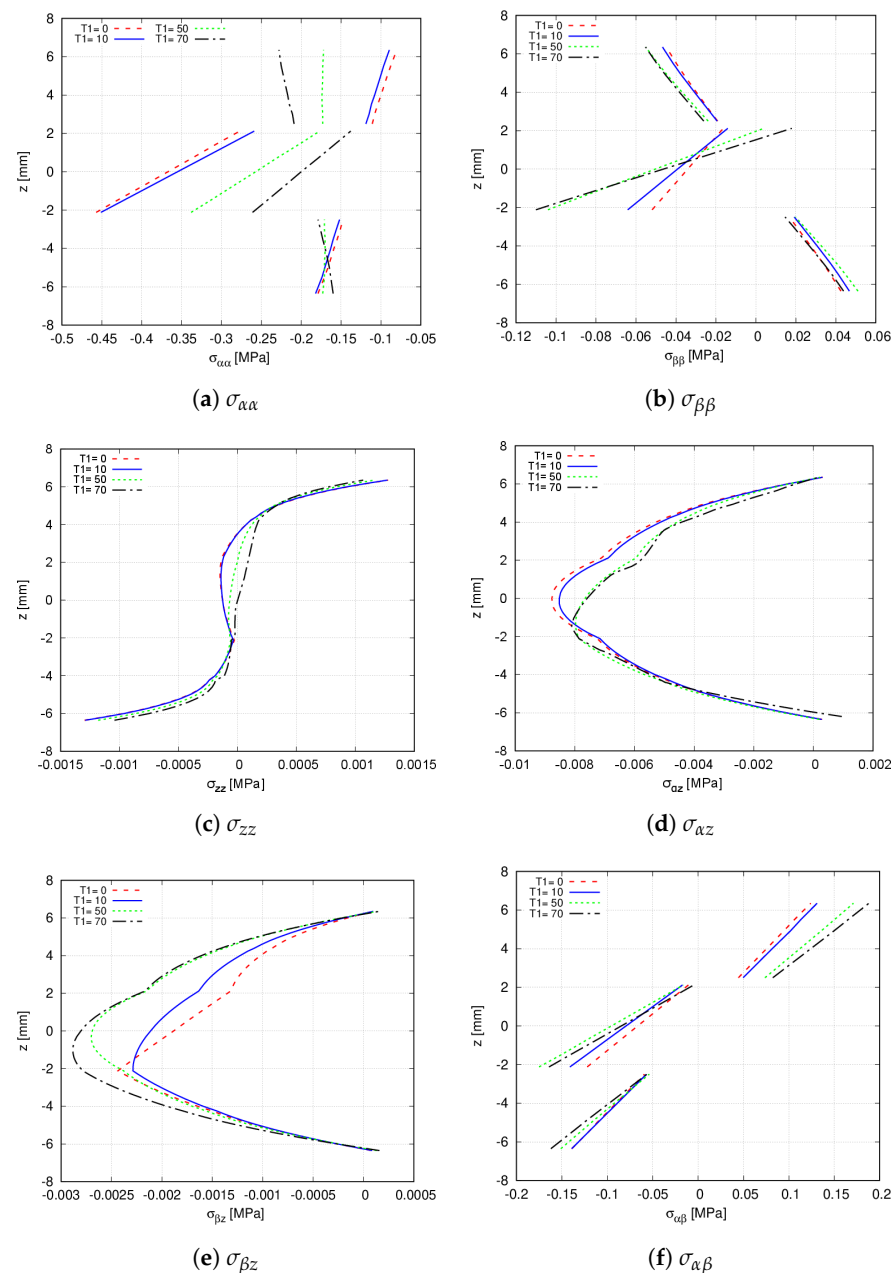 T1= 0 T1= 50
T1= 10 T1= 70
8
6
4
2
0
-2
-4
-6
-8
z [mm]
-0.5 -0.45 -0.4 -0.35 -0.3 -0.25 -0.2 -0.15 -0.1 -0.05
σαα [MPa]
(a) σαα
T1= 0
T1= 10
T1= 50
T1= 70
8
6
4
2
0
-2
-4
-6
-8
z [mm]
-0.12 -0.1 -0.08 -0.06 -0.04 -0.02 0 0.02 0.04 0.06
σββ [MPa]
(b) σββ
T1= 0
T1= 10
T1= 50
T1= 70
8
6
4
2
0
-2
-4
-6
-8
z [mm]
-0.0015 -0.001 -0.0005 0 0.0005 0.001 0.0015
σzz [MPa]
(c) σzz
T1= 0
T1= 10
T1= 50
T1= 70
8
6
4
2
0
-2
-4
-6
-8
z [mm]
-0.01 -0.008 -0.006 -0.004 -0.002 0 0.002
σαz [MPa]
(d) σαz
T1= 0
T1= 10
T1= 50
T1= 70
8
6
4
2
0
-2
-4
-6
-8
z [mm]
-0.003 -0.0025 -0.002 -0.0015 -0.001 -0.0005 0 0.0005
σβz [MPa]
(e) σβz
T1= 0
T1= 10
T1= 50
T1= 70
8
6
4
2
0
-2
-4
-6
-8
z [mm]
-0.2 -0.15 -0.1 -0.05 0 0.05 0.1 0.15 0.2
σαβ [MPa]
(f) σαβ